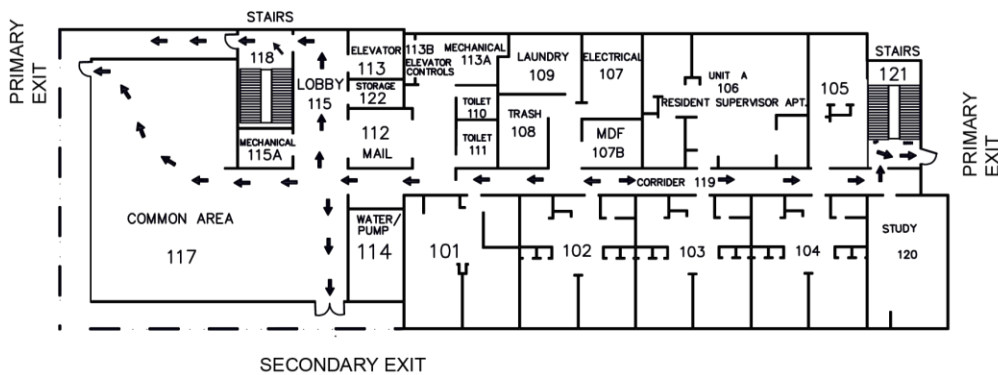 STAIRS
PRIMARY
EXIT
118
LOBBY
115
ELEVATOR
113
113B
ELEVATOR
CONTROLS
MECHANICAL
113A
LAUNDRY
109
ELECTRICAL
107
UNIT A
106
RESIDENT SUPERVISOR APT.
105
STAIRS
121
STORAGE
122
TOILET
110
TRASH
108
112
MAIL
TOILET
111
MDF
107B
MECHANICAL
115A
PRIMARY
EXIT
CORRIDER 119
COMMON AREA
117
WATER/
PUMP
114
101
102
103
104
STUDY
120
SECONDARY EXIT